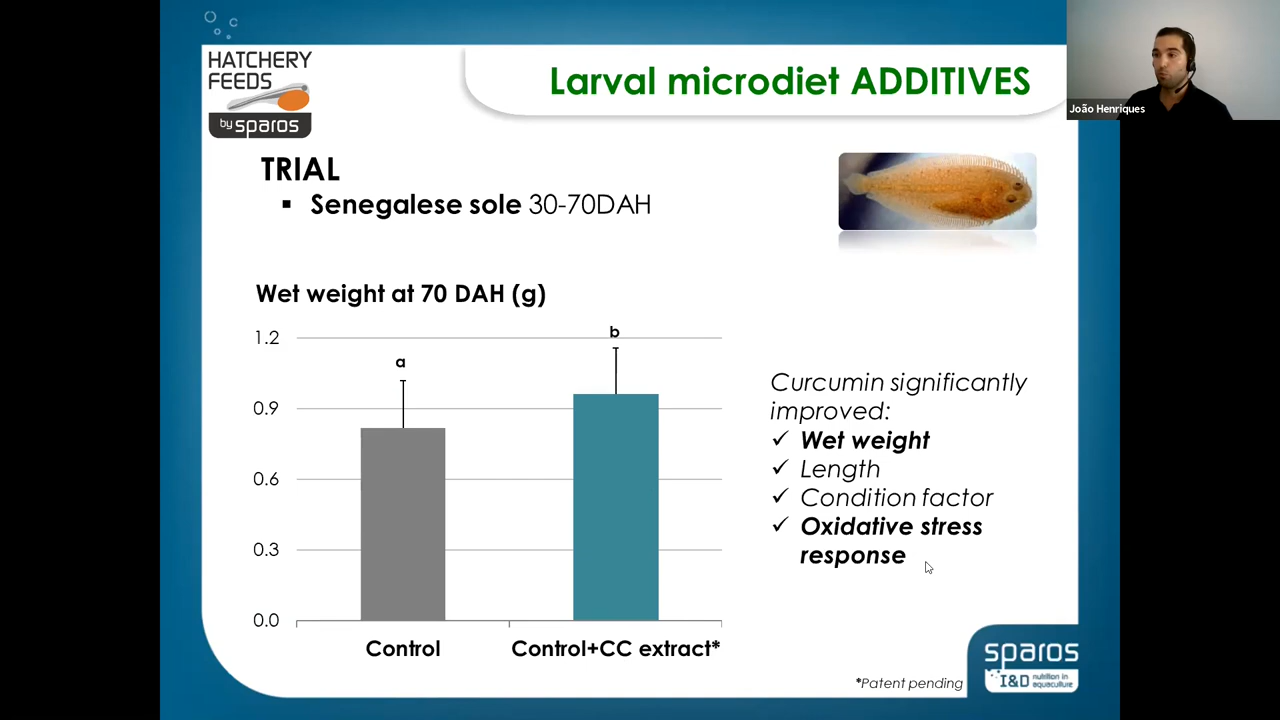 HATCHERY
FEEDS
by sparos
Larval microdiet ADDITIVES
João Henriques
TRIAL
▪ Senegalese sole 30-70DAH
Wet weight at 70 DAH (g)
1.2
0.9
0.6
0.3
0.0
a
b
Control
Control+CC extract*
Curcumin significantly
improved:
✓ Wet weight
✓ Length
✓ Condition factor
✓ Oxidative stress
response
*Patent pending
sparos
I&D nutrition in
aquaculture